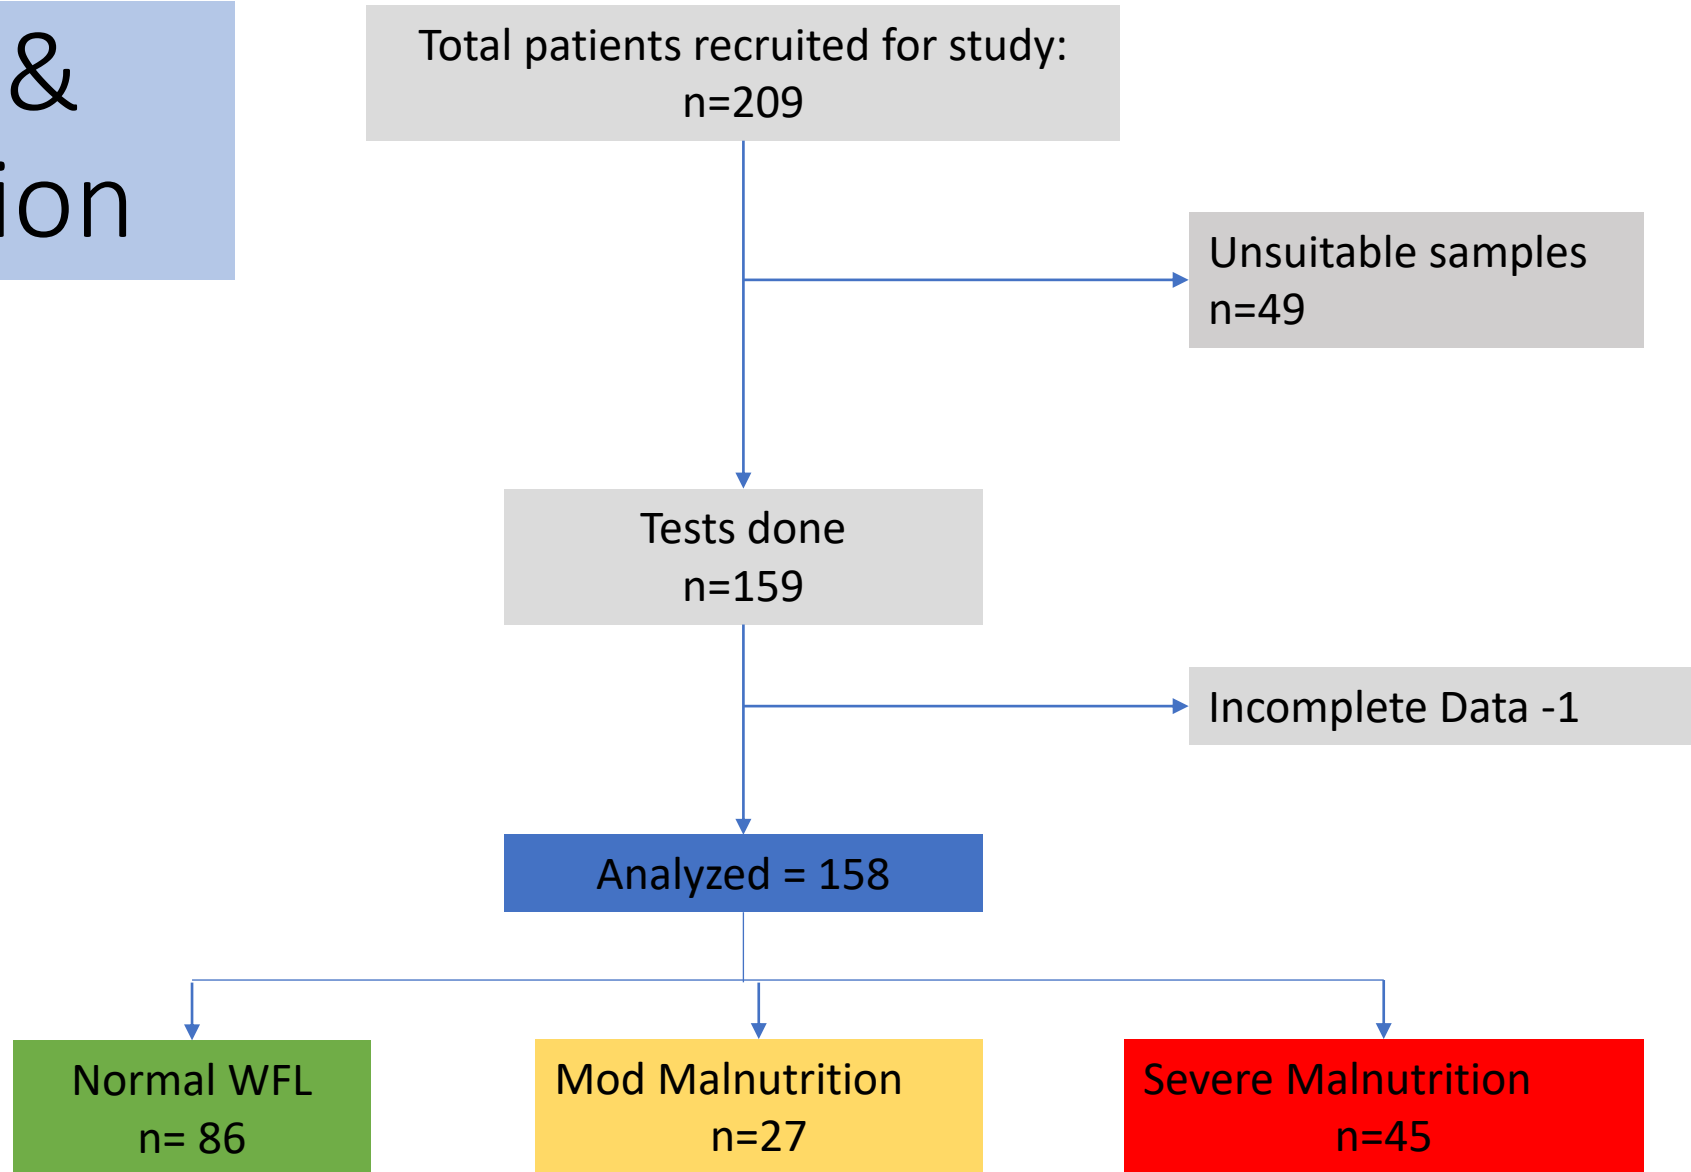 &
ion
Total patients recruited for study:
n=209
Unsuitable samples
n=49
Tests done
n=159
Incomplete Data -1
Analyzed = 158
Normal WFL
n= 86
Mod Malnutrition
n=27
Severe Malnutrition
n=45